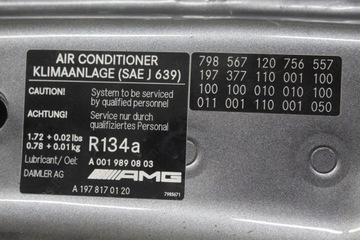 AIR CONDITIONER
KLIMAANLAGE (SAE J 639)
CAUTION! System to be serviced
by qualified personnel
ACHTUNG! Service nur durch
qualifiziertes Personal
1.72 + 0.02 lbs
0.78 + 0.01 kg R134a
Lubricant/ Oel: A 001 989 08 03
DAIMLER AG AMG
A 197 817 01 20 7985671
798 567 120 756 557
197 377 110 001 100
100 100 010 010 100
011 001 110 001 050